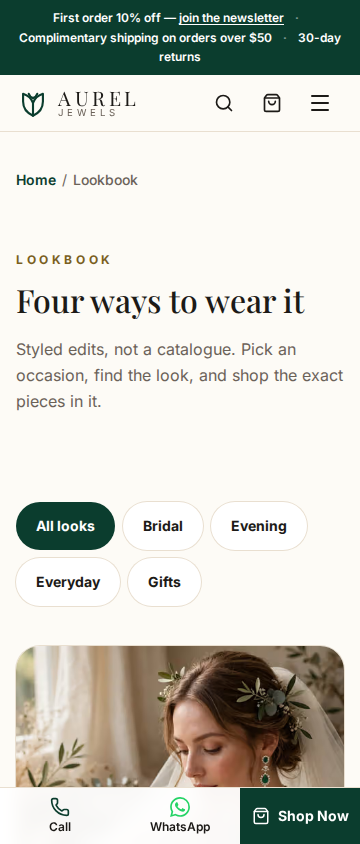 First order 10% off — join the newsletter ·
Complimentary shipping on orders over $50 · 30-day
returns
AUREL
JEWELS
Home / Lookbook
LOOKBOOK
Four ways to wear it
Styled edits, not a catalogue. Pick an
occasion, find the look, and shop the exact
pieces in it.
All looks Bridal Evening
Everyday Gifts
Call WhatsApp Shop Now